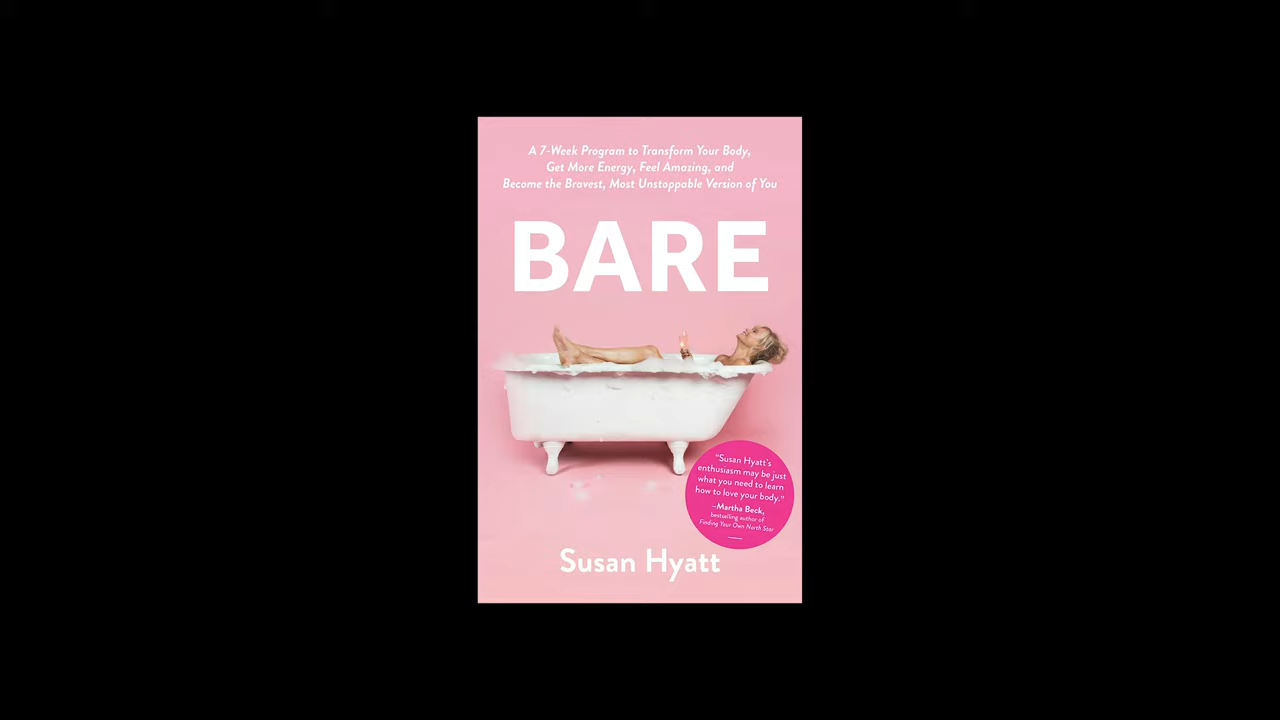 A 7-Week Program to Transform Your Body,
Get More Energy, Feel Amazing, and
Become the Bravest, Most Unstoppable Version of You
BARE
"Susan Hyatt's
enthusiasm may be just
what you need to learn
how to love your body."
–Martha Beck,
bestselling author of
Finding Your Own North Star
Susan Hyatt